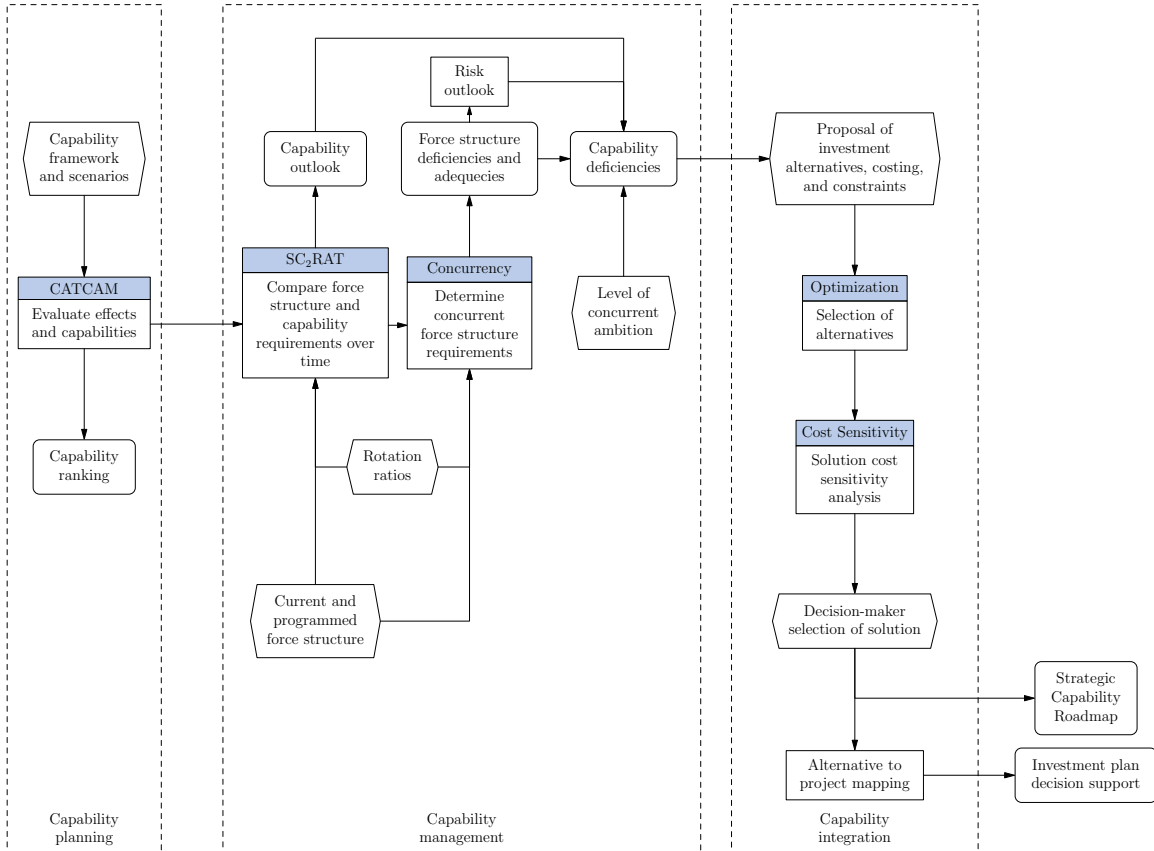 Capability
framework
and scenarios
CATCAM
Evaluate effects
and capabilities
Capability
ranking
Capability
planning
Risk
outlook
Capability
outlook
Force structure
deficiencies and
adequecies
Capability
deficiencies
SC₂RAT
Compare force
structure and
capability
requirements over
time
Concurrency
Determine
concurrent
force structure
requirements
Level of
concurrent
ambition
Rotation
ratios
Current and
programmed
force structure
Capability
management
Proposal of
investment
alternatives, costing,
and constraints
Optimization
Selection of
alternatives
Cost Sensitivity
Solution cost
sensitivity
analysis
Decision-maker
selection of solution
Strategic
Capability
Roadmap
Alternative to
project mapping
Investment plan
decision support
Capability
integration